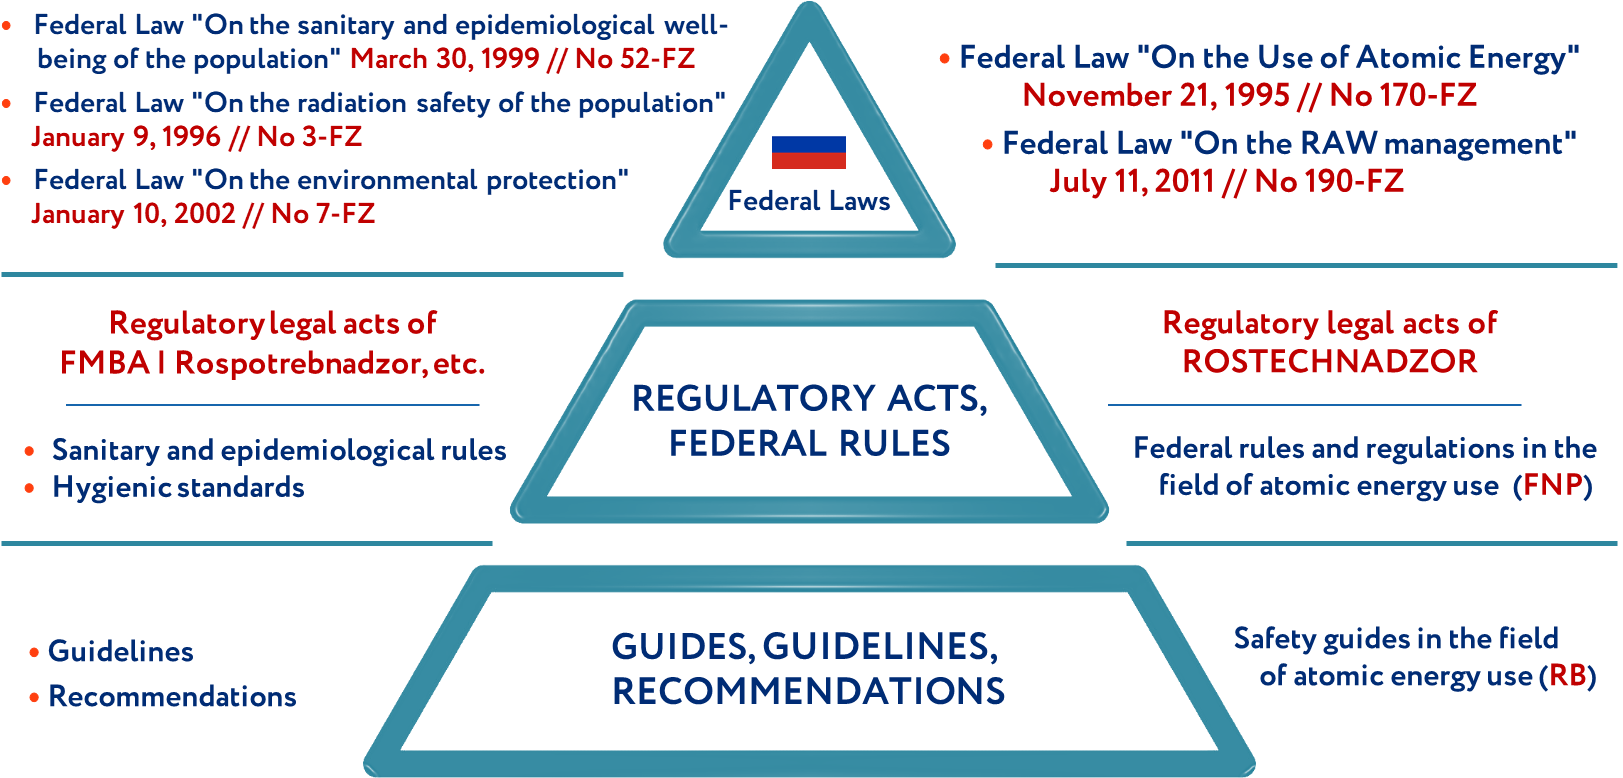 • Federal Law "On the sanitary and epidemiological well-
being of the population" March 30, 1999 // No 52-FZ
• Federal Law "On the radiation safety of the population"
January 9, 1996 // No 3-FZ
• Federal Law "On the environmental protection"
January 10, 2002 // No 7-FZ
Federal Laws
• Federal Law "On the Use of Atomic Energy"
November 21, 1995 // No 170-FZ
• Federal Law "On the RAW management"
July 11, 2011 // No 190-FZ
Regulatory legal acts of
FMBA | Rospotrebnadzor, etc.
• Sanitary and epidemiological rules
• Hygienic standards
REGULATORY ACTS,
FEDERAL RULES
Regulatory legal acts of
ROSTECHNADZOR
Federal rules and regulations in the
field of atomic energy use (FNP)
• Guidelines
• Recommendations
GUIDES, GUIDELINES,
RECOMMENDATIONS
Safety guides in the field
of atomic energy use (RB)